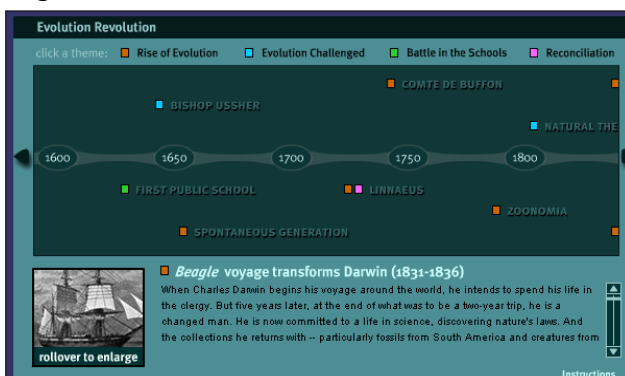 Evolution Revolution
click a theme: Rise of Evolution Evolution Challenged Battle in the Schools Reconciliation
COMTE DE BUFFON
BISHOP USSHER
NATURAL THE
1600 1650 1700 1750 1800
FIRST PUBLIC SCHOOL LINNAEUS
ZOONOMIA
SPONTANEOUS GENERATION
Beagle voyage transforms Darwin (1831-1836)
When Charles Darwin begins his voyage around the world, he intends to spend his life in
the clergy. But five years later, at the end of what was to be a two-year trip, he is a
changed man. He is now committed to a life in science, discovering nature's laws. And
the collections he returns with -- particularly fossils from South America and creatures from
rollover to enlarge
Instructions